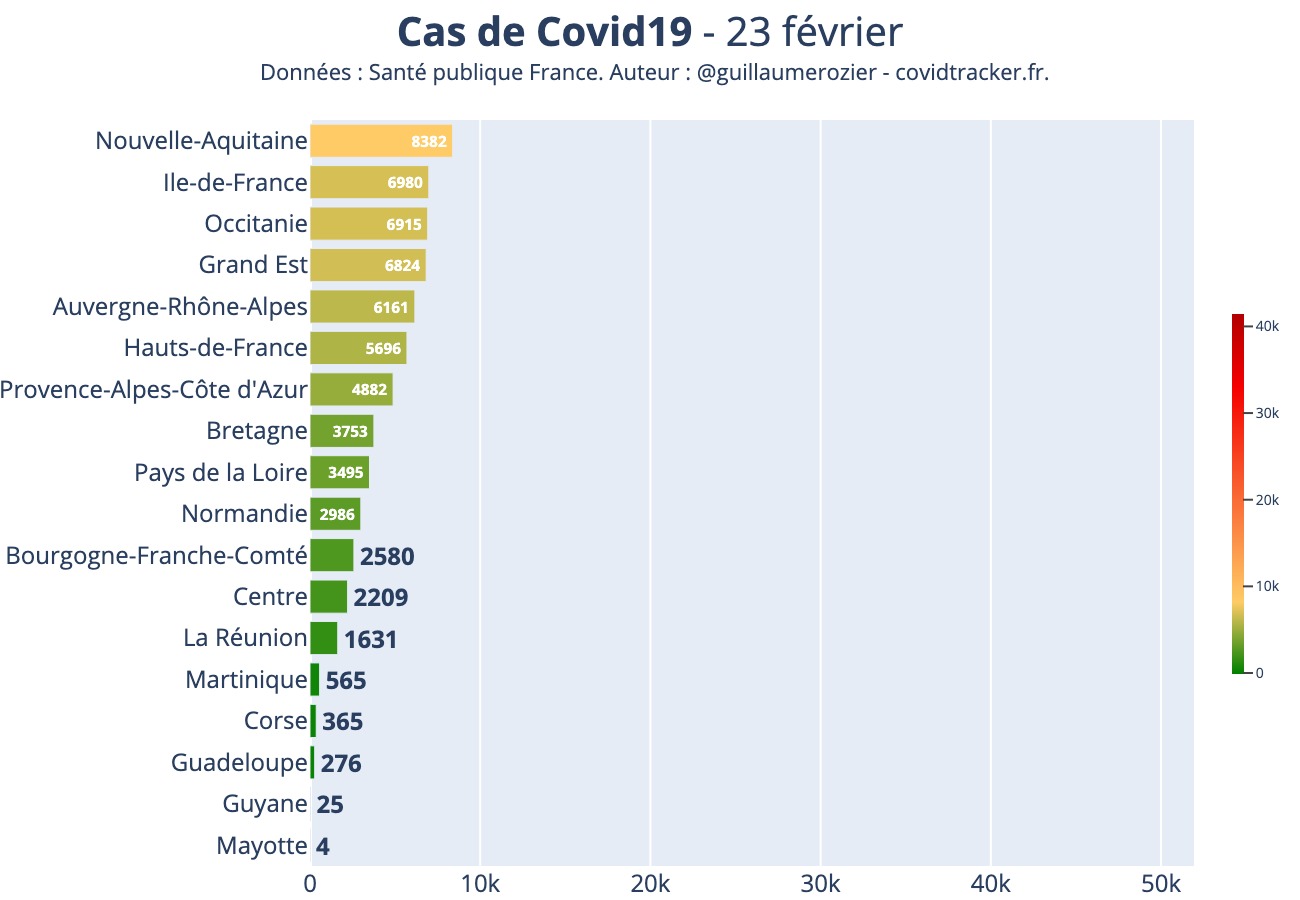 Cas de Covid19 - 23 février
Données : Santé publique France. Auteur : @guillaumerozier - covidtracker.fr.
Nouvelle-Aquitaine 8382
Ile-de-France 6980
Occitanie 6915
Grand Est 6824
Auvergne-Rhône-Alpes 6161
Hauts-de-France 5696
Provence-Alpes-Côte d'Azur 4882
Bretagne 3753
Pays de la Loire 3495
Normandie 2986
Bourgogne-Franche-Comté 2580
Centre 2209
La Réunion 1631
Martinique 565
Corse 365
Guadeloupe 276
Guyane 25
Mayotte 4
0 10k 20k 30k 40k 50k
40k
30k
20k
10k
0